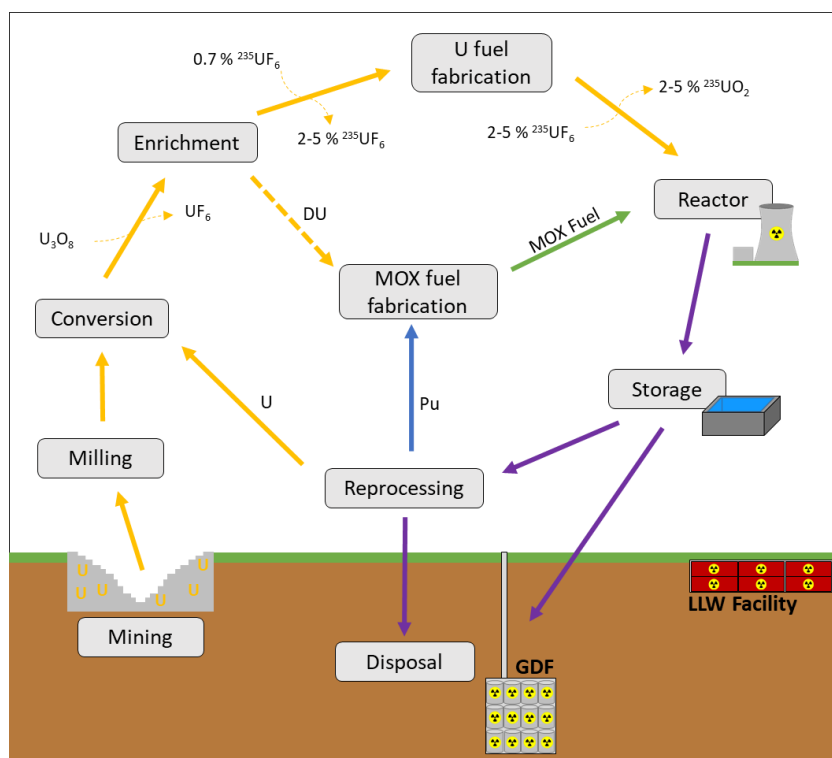 U fuel
fabrication
0.7 % ²³⁵UF₆
2-5 % ²³⁵UO₂
2-5 % ²³⁵UF₆
2-5 % ²³⁵UF₆
Enrichment
Reactor
DU
UF₆
U₃O₈
MOX Fuel
MOX fuel
fabrication
Conversion
Storage
U
Pu
Milling
Reprocessing
U
U
U
U
U
U
LLW Facility
Mining
Disposal
GDF